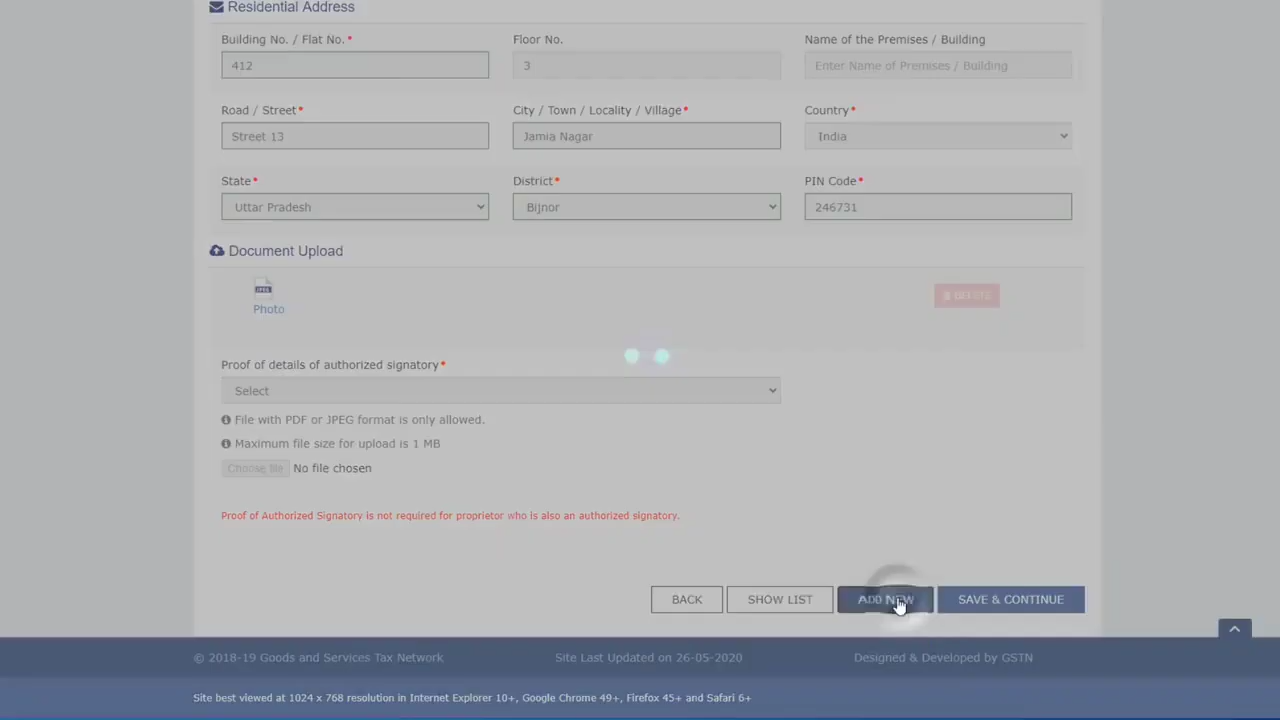 Residential Address
Building No. / Flat No.* Floor No. Name of the Premises / Building
412 3 Enter Name of Premises / Building
Road / Street* City / Town / Locality / Village* Country*
Street 13 Jamia Nagar India
State* District* PIN Code*
Uttar Pradesh Bijnor 246731
Document Upload
JPEG
Photo DELETE
Proof of details of authorized signatory*
Select
File with PDF or JPEG format is only allowed.
Maximum file size for upload is 1 MB
Choose file No file chosen
Proof of Authorized Signatory is not required for proprietor who is also an authorized signatory.
BACK SHOW LIST ADD NEW SAVE & CONTINUE
© 2018-19 Goods and Services Tax Network Site Last Updated on 26-05-2020 Designed & Developed by GSTN
Site best viewed at 1024 x 768 resolution in Internet Explorer 10+, Google Chrome 49+, Firefox 45+ and Safari 6+